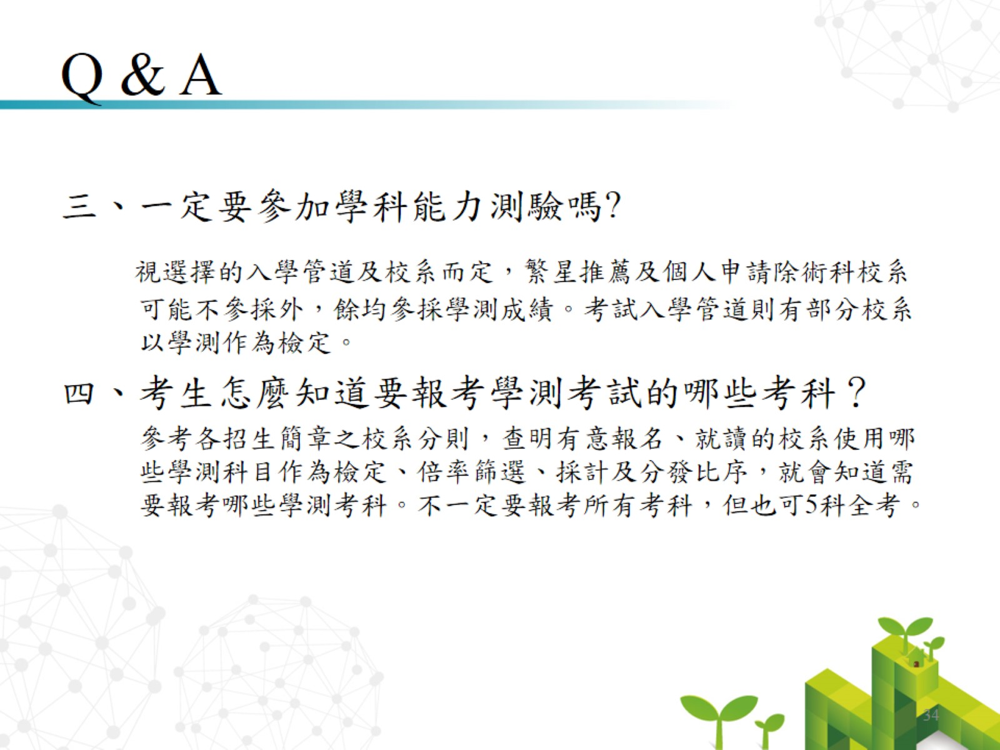 Q & A
三、一定要參加學科能力測驗嗎?
視選擇的入學管道及校系而定，繁星推薦及個人申請除術科校系
可能不參採外，餘均參採學測成績。考試入學管道則有部分校系
以學測作為檢定。
四、考生怎麼知道要報考學測考試的哪些考科？
參考各招生簡章之校系分則，查明有意報名、就讀的校系使用哪
些學測科目作為檢定、倍率篩選、採計及分發比序，就會知道需
要報考哪些學測考科。不一定要報考所有考科，但也可5科全考。
34